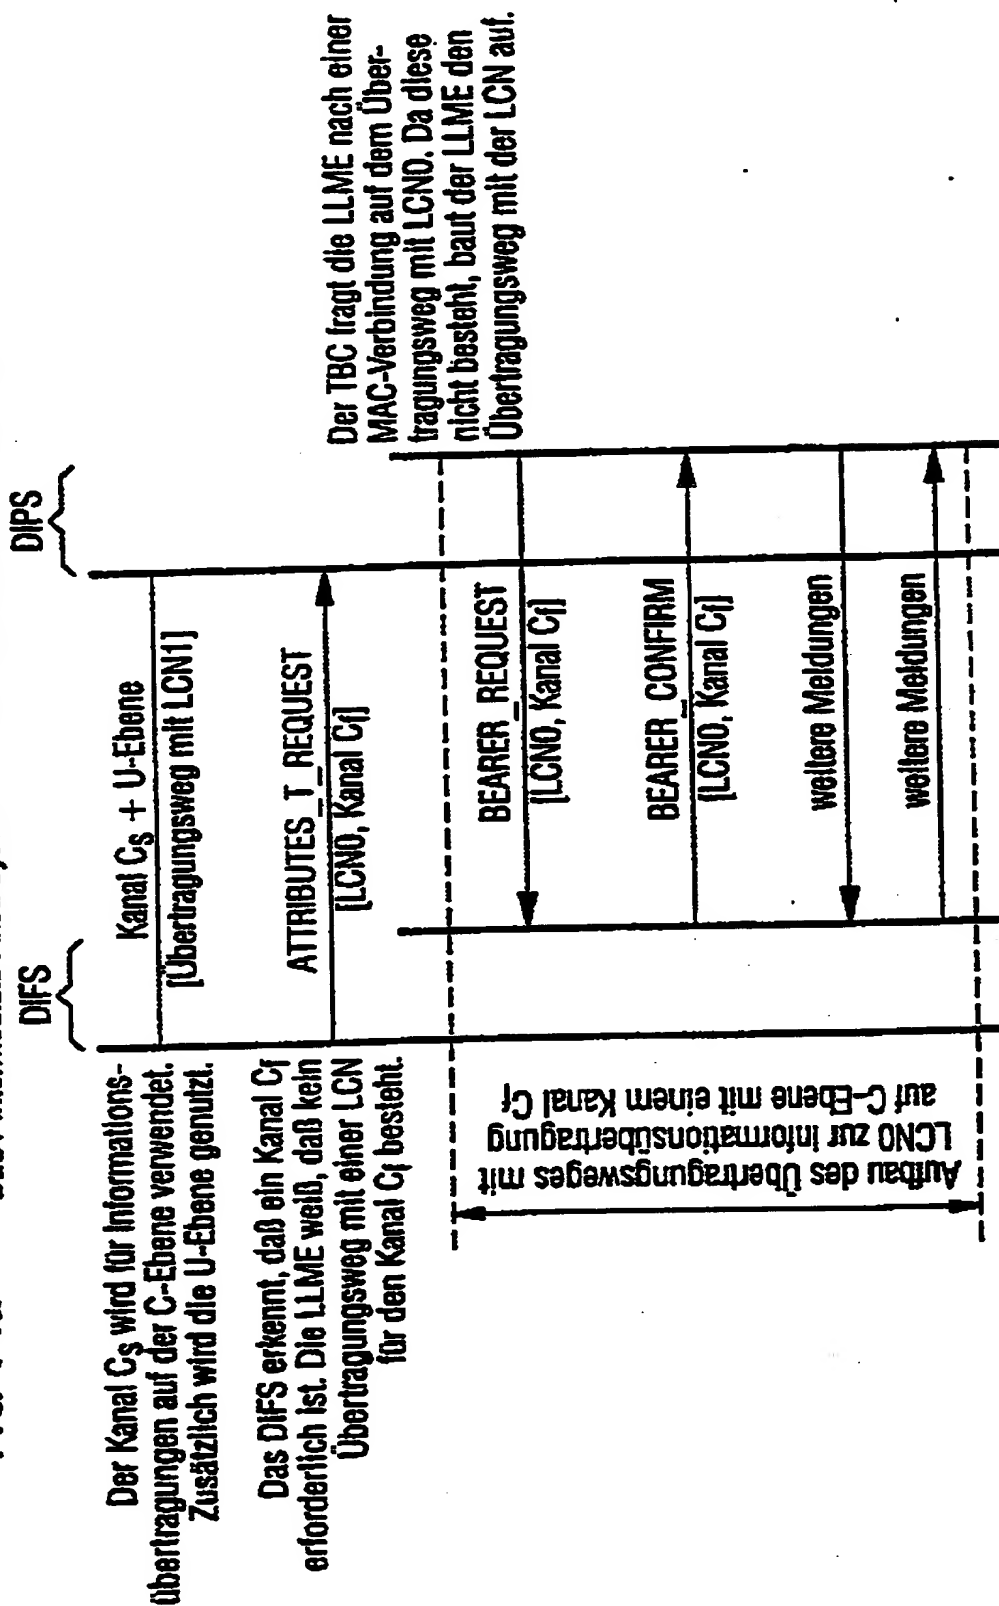 DIFS
DIPS
Der Kanal Cs wird für Informations-
übertragungen auf der C-Ebene verwendet.
Zusätzlich wird die U-Ebene genutzt.
Kanal Cs + U-Ebene
[Übertragungsweg mit LCN1]
Das DIFS erkennt, daß ein Kanal Cf
erforderlich ist. Die LLME weiß, daß kein
Übertragungsweg mit einer LCN
für den Kanal Cf besteht.
ATTRIBUTES_T_REQUEST
[LCN0, Kanal Cf]
Der TBC fragt die LLME nach einer
MAC-Verbindung auf dem Über-
tragungsweg mit LCN0. Da diese
nicht besteht, baut der LLME den
Übertragungsweg mit der LCN auf.
BEARER_REQUEST
[LCN0, Kanal Cf]
BEARER_CONFIRM
[LCN0, Kanal Cf]
weitere Meldungen
weitere Meldungen
Aufbau des Übertragungsweges mit
LCN0 zur Informationsübertragung
auf C-Ebene mit einem Kanal Cf